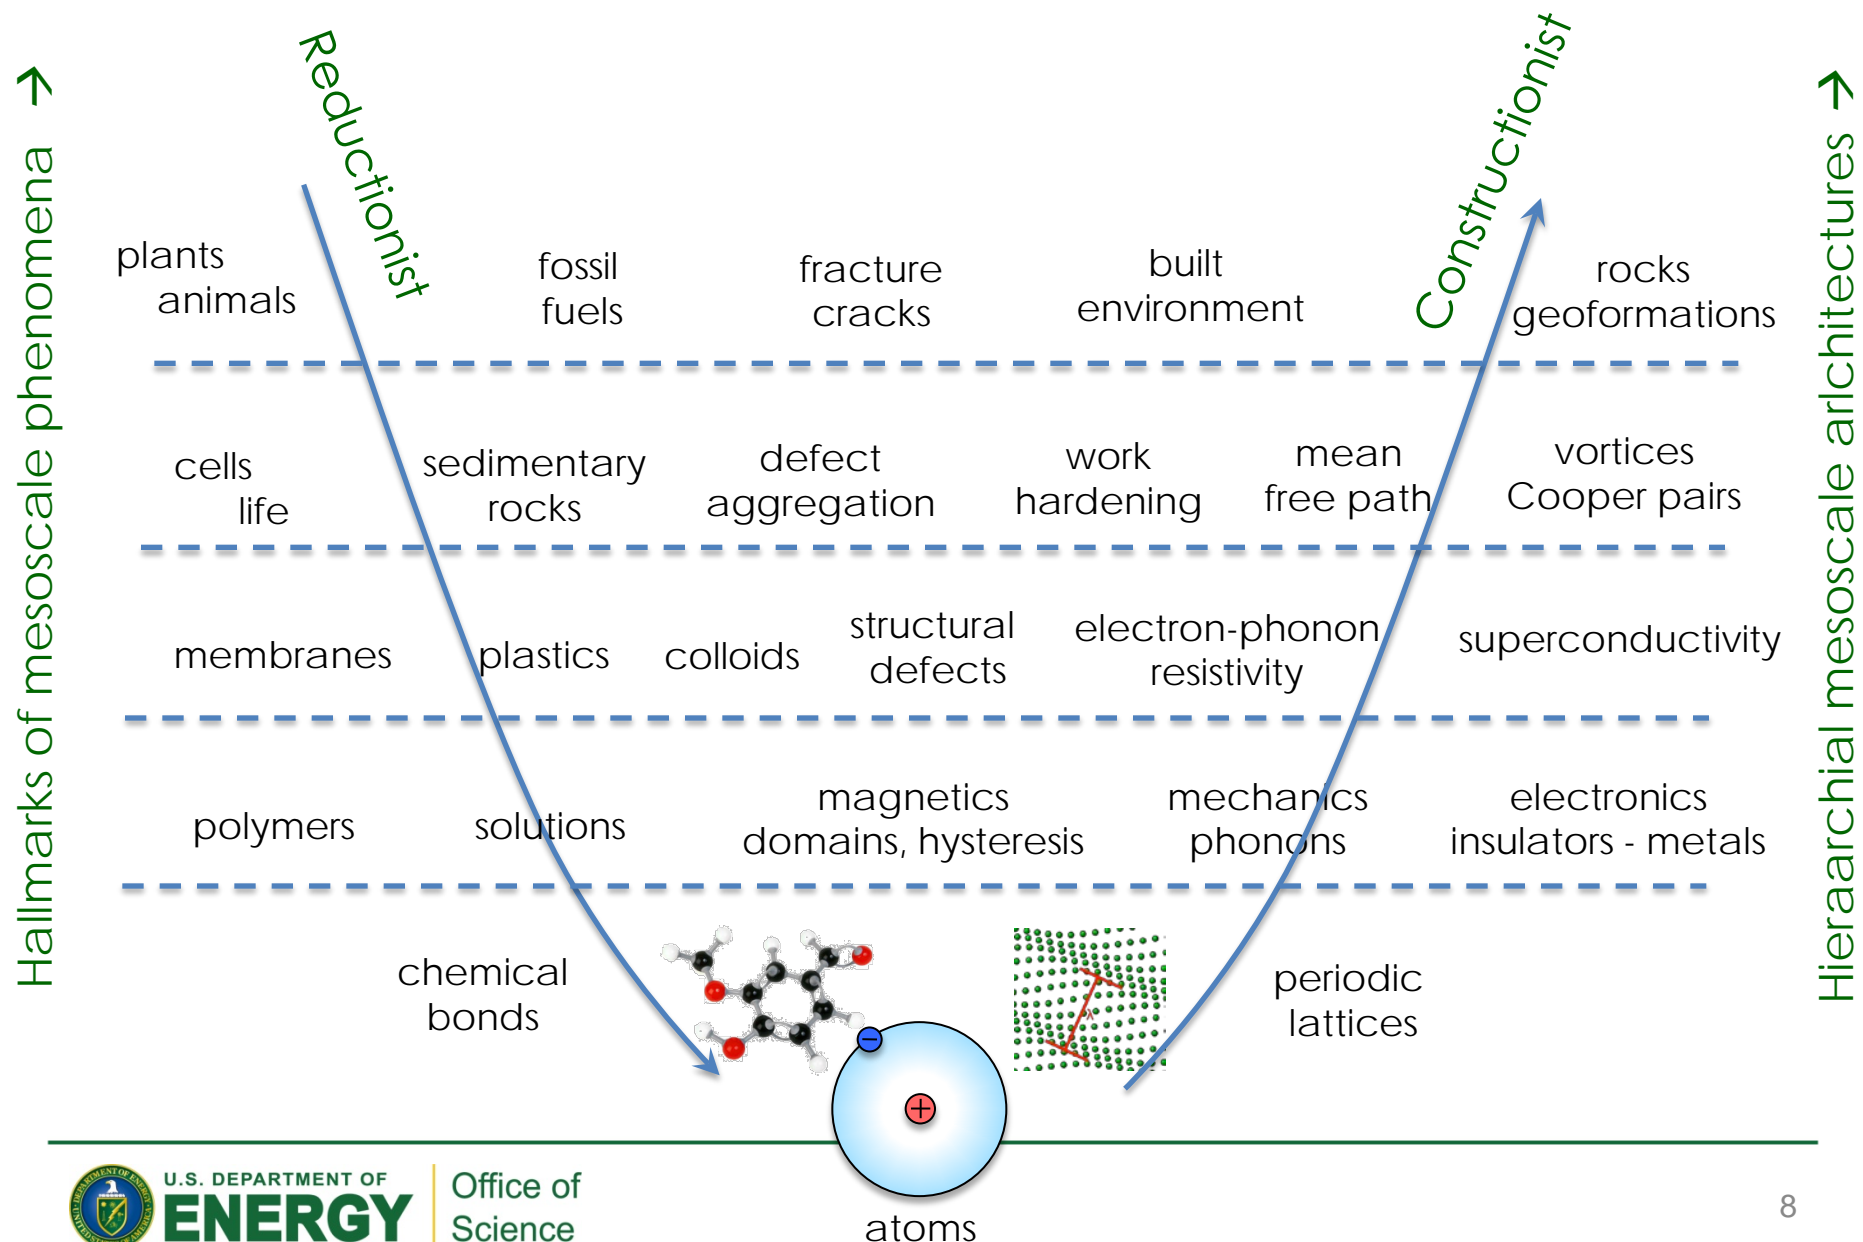 Hallmarks of mesoscale phenomena →
Reductionist
Constructionist
Hieraarchial mesoscale arlchitectures →
plants
animals
fossil
fuels
fracture
cracks
built
environment
rocks
geoformations
cells
life
sedimentary
rocks
defect
aggregation
work
hardening
mean
free path
vortices
Cooper pairs
membranes
plastics
colloids
structural
defects
electron-phonon
resistivity
superconductivity
polymers
solutions
magnetics
domains, hysteresis
mechanics
phonons
electronics
insulators - metals
chemical
bonds
λ
periodic
lattices
−
+
atoms
U.S. DEPARTMENT OF
ENERGY
Office of
Science
8